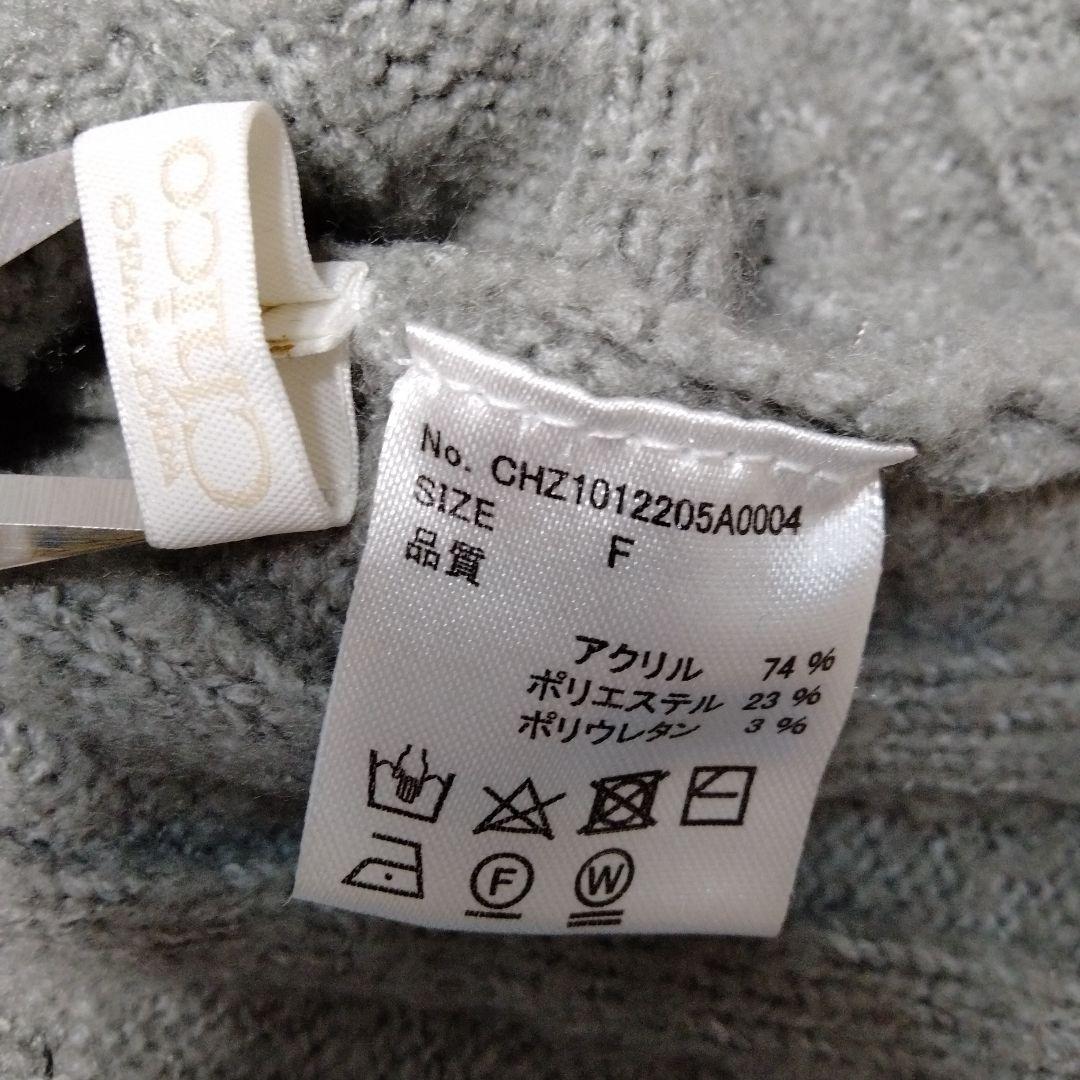 Chico
No. CHZ1012205A0004
SIZE F
品質
アクリル 74 %
ポリエステル 23 %
ポリウレタン 3 %
F
W